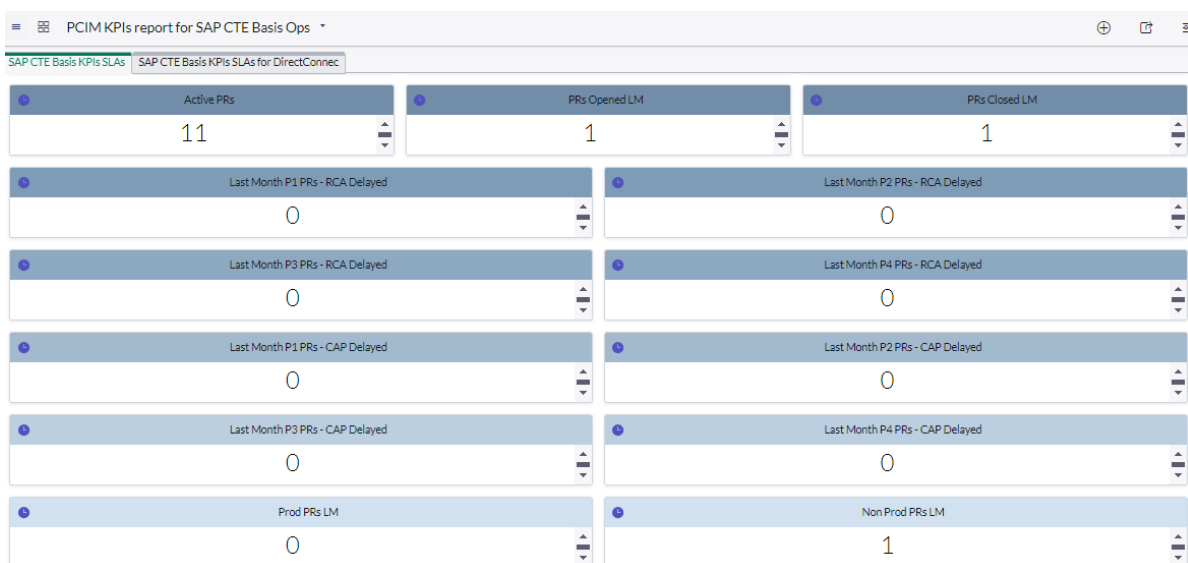 PCIM KPIs report for SAP CTE Basis Ops
SAP CTE Basis KPIs SLAs SAP CTE Basis KPIs SLAs for DirectConnec
Active PRs PRs Opened LM PRs Closed LM
11 1 1
Last Month P1 PRs - RCA Delayed Last Month P2 PRs - RCA Delayed
0 0
Last Month P3 PRs - RCA Delayed Last Month P4 PRs - RCA Delayed
0 0
Last Month P1 PRs - CAP Delayed Last Month P2 PRs - CAP Delayed
0 0
Last Month P3 PRs - CAP Delayed Last Month P4 PRs - CAP Delayed
0 0
Prod PRs LM Non Prod PRs LM
0 1